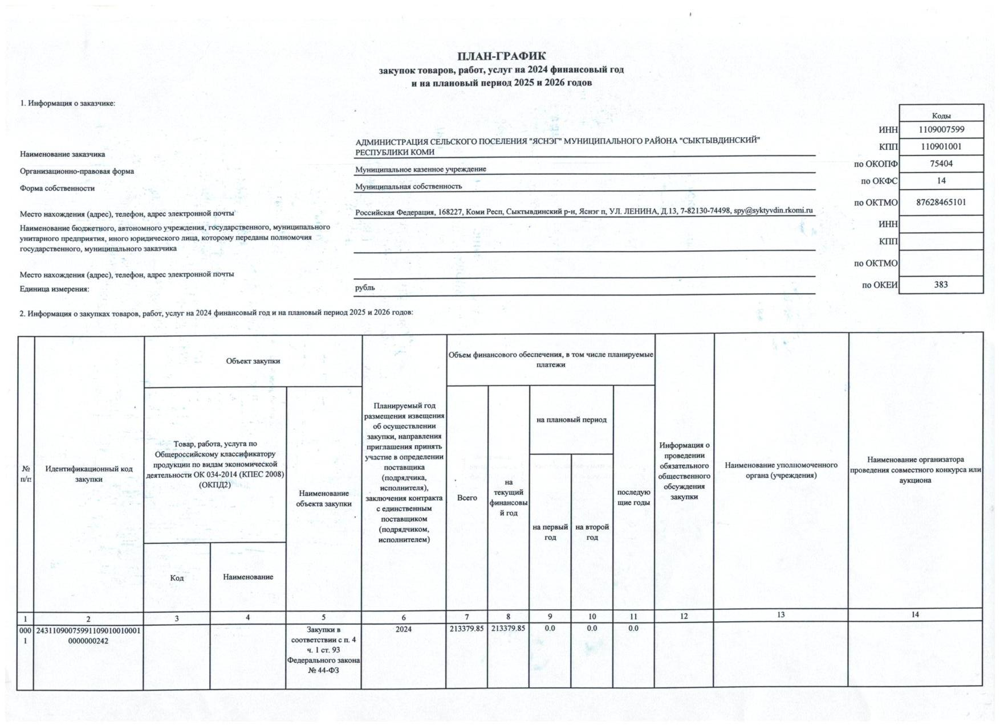 ПЛАН-ГРАФИК
закупок товаров, работ, услуг на 2024 финансовый год
и на плановый период 2025 и 2026 годов
1. Информация о заказчике:
Коды
ИНН 1109007599
Наименование заказчика
АДМИНИСТРАЦИЯ СЕЛЬСКОГО ПОСЕЛЕНИЯ "ЯСНЭГ" МУНИЦИПАЛЬНОГО РАЙОНА "СЫКТЫВДИНСКИЙ"
РЕСПУБЛИКИ КОМИ
КПП 110901001
Организационно-правовая форма
Муниципальное казенное учреждение
по ОКОПФ 75404
Форма собственности
Муниципальная собственность
по ОКФС 14
Место нахождения (адрес), телефон, адрес электронной почты
Российская Федерация, 168227, Коми Респ, Сыктывдинский р-н, Яснэг п, УЛ. ЛЕНИНА, Д.13, 7-82130-74498, spy@syktyvdin.rkomi.ru
по ОКТМО 87628465101
Наименование бюджетного, автономного учреждения, государственного, муниципального
унитарного предприятия, иного юридического лица, которому переданы полномочия
государственного, муниципального заказчика
ИНН
КПП
Место нахождения (адрес), телефон, адрес электронной почты
по ОКТМО
Единица измерения:
рубль
по ОКЕИ 383
2. Информация о закупках товаров, работ, услуг на 2024 финансовый год и на плановый период 2025 и 2026 годов:
№
п/п
Идентификационный код
закупки
Объект закупки
Товар, работа, услуга по
Общероссийскому классификатору
продукции по видам экономической
деятельности ОК 034-2014 (КПЕС 2008)
(ОКПД2)
Код
Наименование
Наименование
объекта закупки
Планируемый год
размещения извещения
об осуществлении
закупки, направления
приглашения принять
участие в определении
поставщика
(подрядчика,
исполнителя),
заключения контракта
с единственным
поставщиком
(подрядчиком,
исполнителем)
Объем финансового обеспечения, в том числе планируемые
платежи
Всего
на
текущий
финансовы
й год
на плановый период
на первый
год
на второй
год
последую
щие годы
Информация о
проведении
обязательного
общественного
обсуждения
закупки
Наименование уполномоченного
органа (учреждения)
Наименование организатора
проведения совместного конкурса или
аукциона
1 2 3 4 5 6 7 8 9 10 11 12 13 14
000
1
24311090075991109010010001
0000000242
Закупки в
соответствии с п. 4
ч. 1 ст. 93
Федерального закона
№ 44-ФЗ
2024
213379.85
213379.85
0.0
0.0
0.0